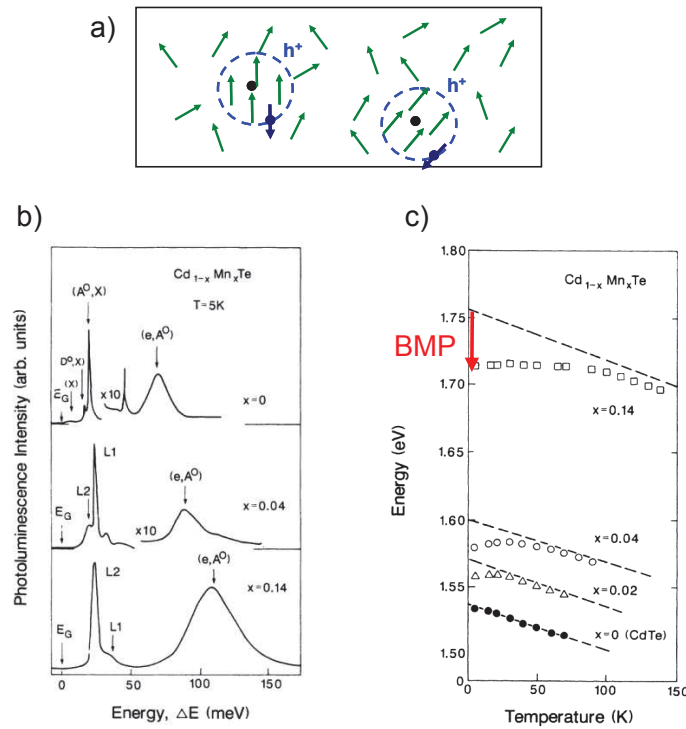 a)
h+
h+
b)
Photoluminescence Intensity (arb. units)
Cd1-xMnxTe
T=5K
(A⁰,X)
D⁰,X)
(X)
E̅G
x10
(e,A⁰)
x=0
L1
L2
EG
x10
(e,A⁰)
x=0.04
L2
L1
EG
(e,A⁰)
x=0.14
0 50 100 150
Energy, ΔE (meV)
c)
Energy (eV)
1.80
1.75
1.70
1.65
1.60
1.55
1.50
0
Cd1-xMnxTe
BMP
x=0.14
x=0.04
x=0.02
x=0 (CdTe)
0 50 100 150
Temperature (K)